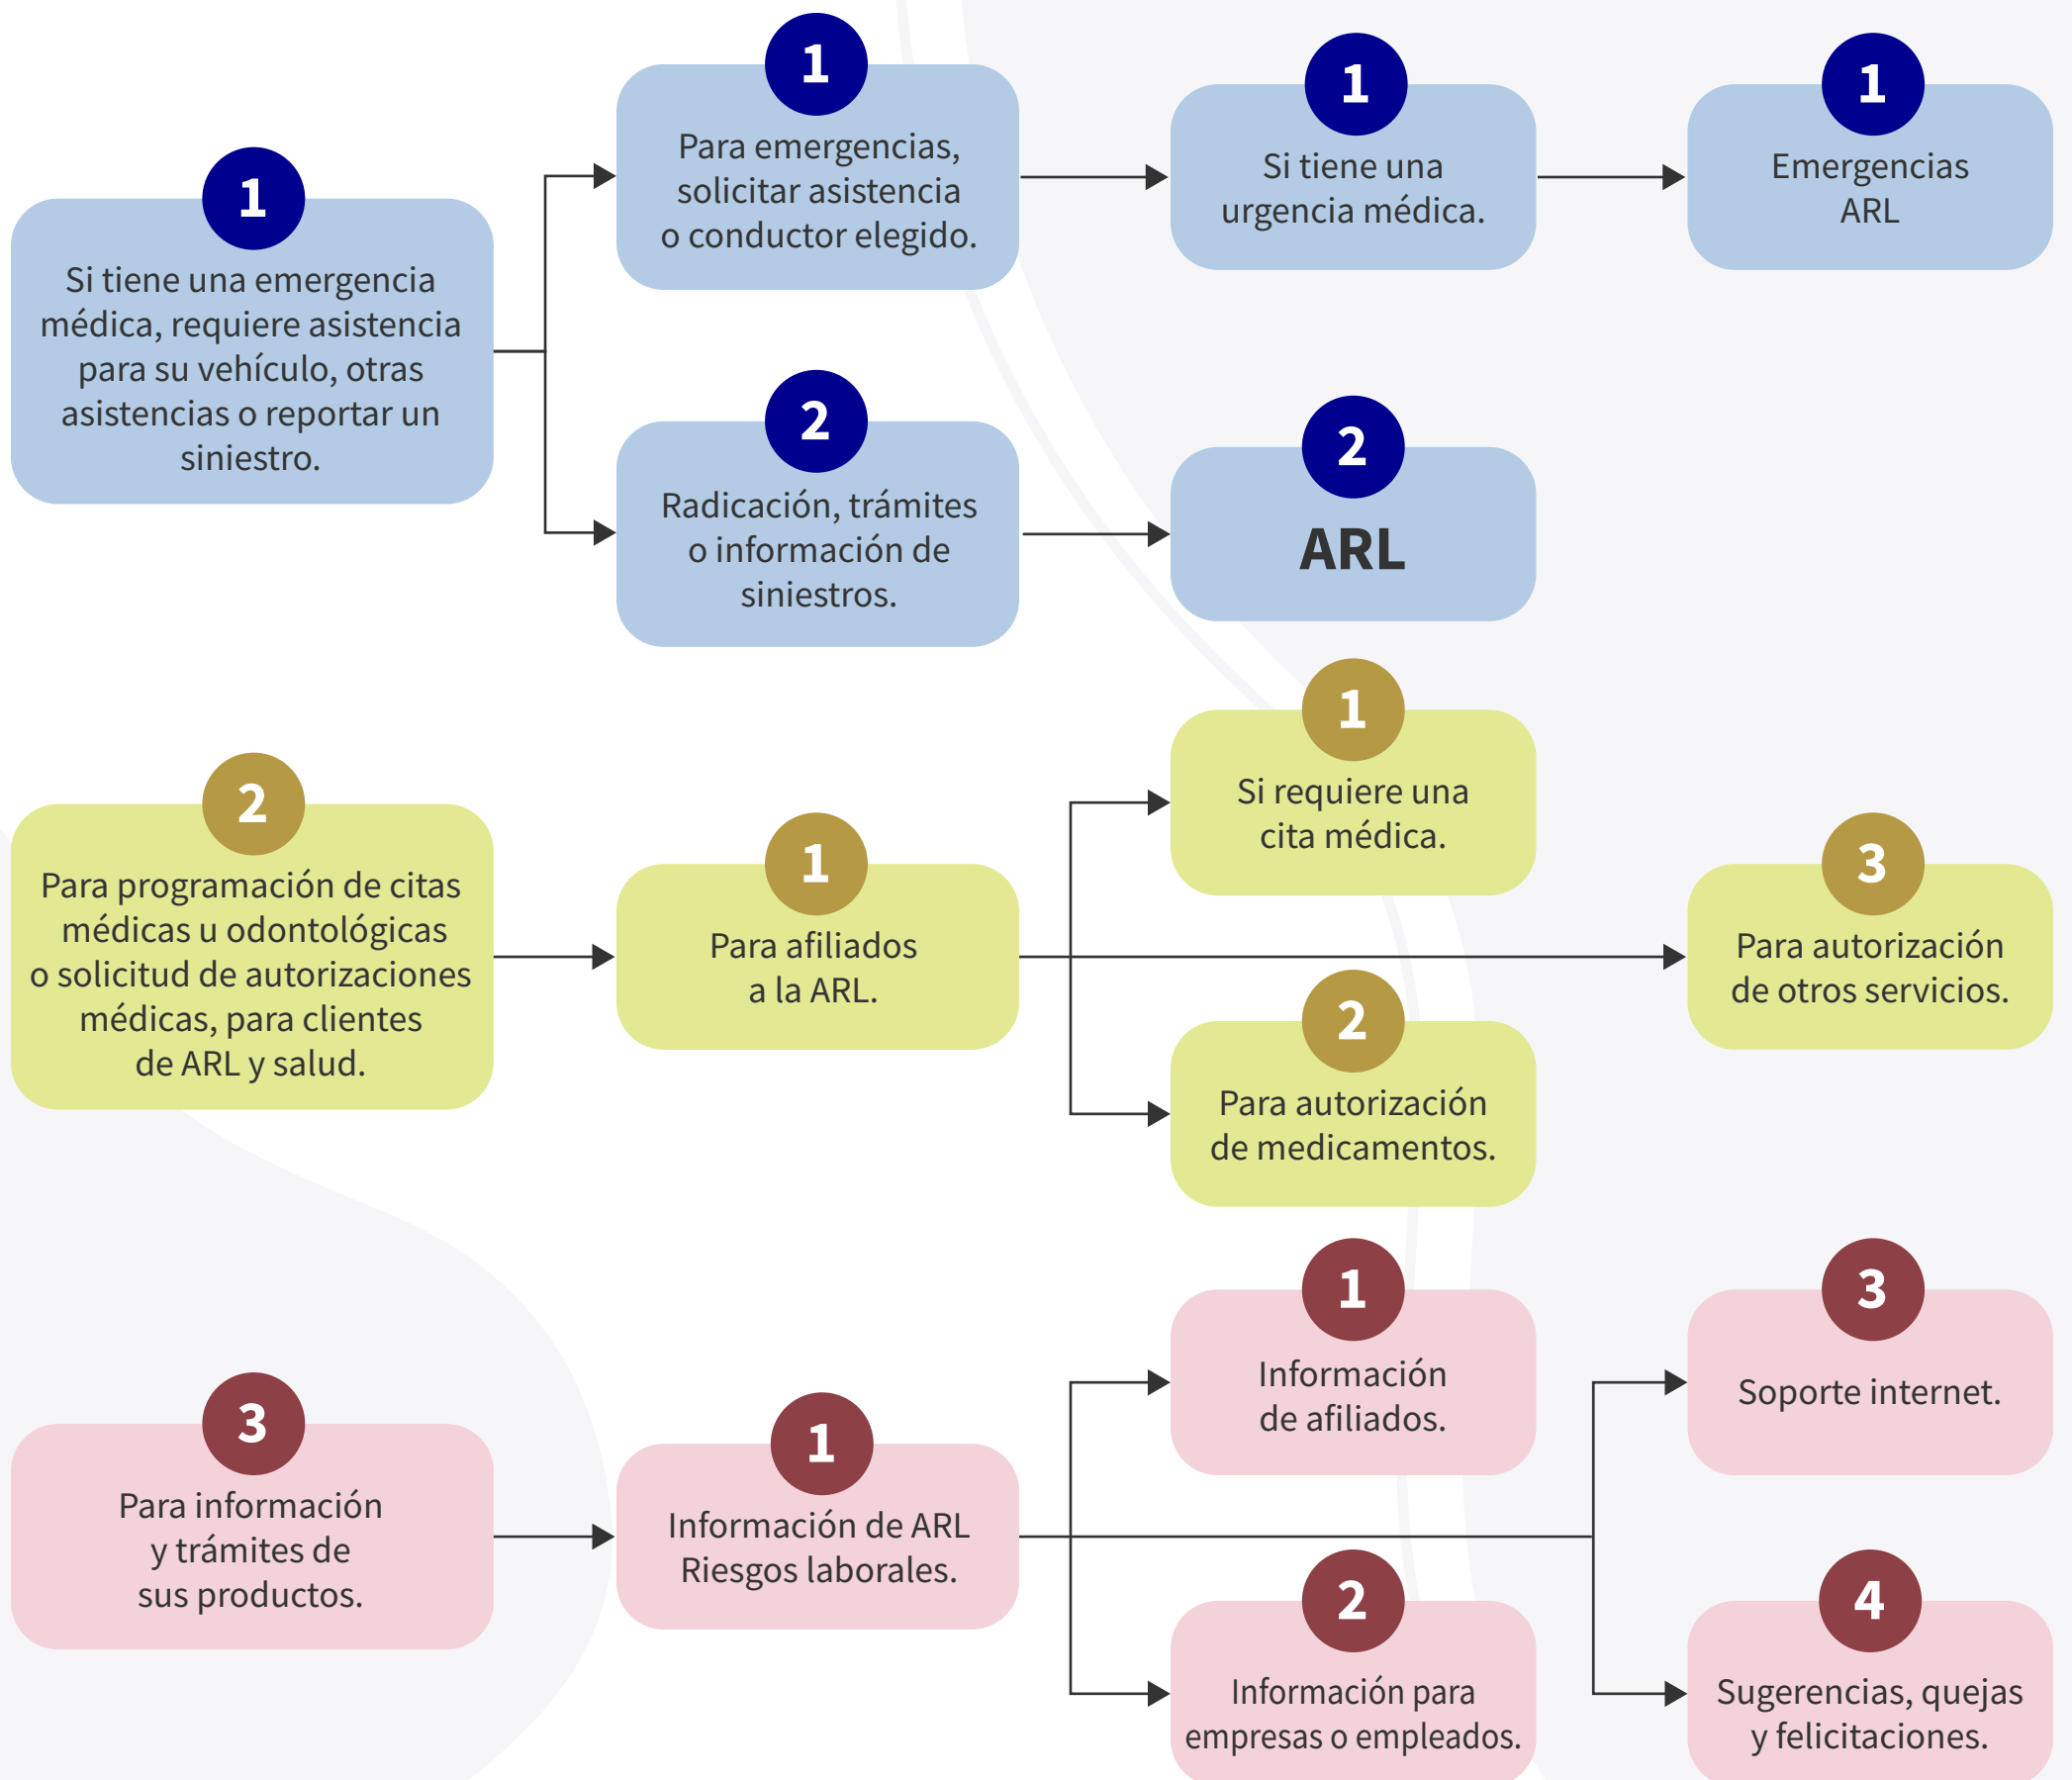 1
Si tiene una emergencia
médica, requiere asistencia
para su vehículo, otras
asistencias o reportar un
siniestro.
1
Para emergencias,
solicitar asistencia
o conductor elegido.
1
Si tiene una
urgencia médica.
1
Emergencias
ARL
2
Radicación, trámites
o información de
siniestros.
2
ARL
2
Para programación de citas
médicas u odontológicas
o solicitud de autorizaciones
médicas, para clientes
de ARL y salud.
1
Para afiliados
a la ARL.
1
Si requiere una
cita médica.
2
Para autorización
de medicamentos.
3
Para autorización
de otros servicios.
3
Para información
y trámites de
sus productos.
1
Información de ARL
Riesgos laborales.
1
Información
de afiliados.
2
Información para
empresas o empleados.
3
Soporte internet.
4
Sugerencias, quejas
y felicitaciones.